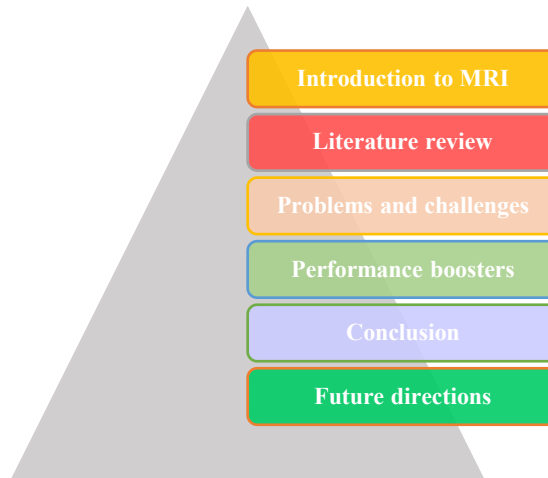 Introduction to MRI
Literature review
Problems and challenges
Performance boosters
Conclusion
Future directions